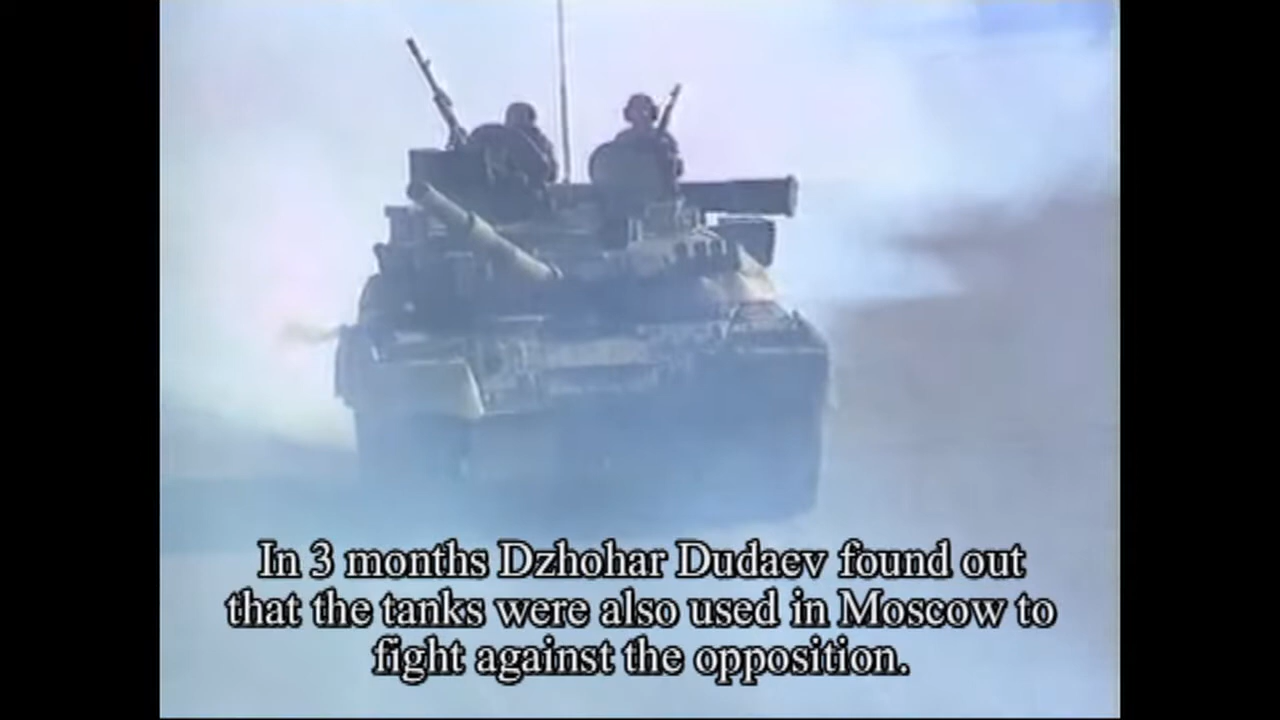 In 3 months Dzhohar Dudaev found out
that the tanks were also used in Moscow to
fight against the opposition.